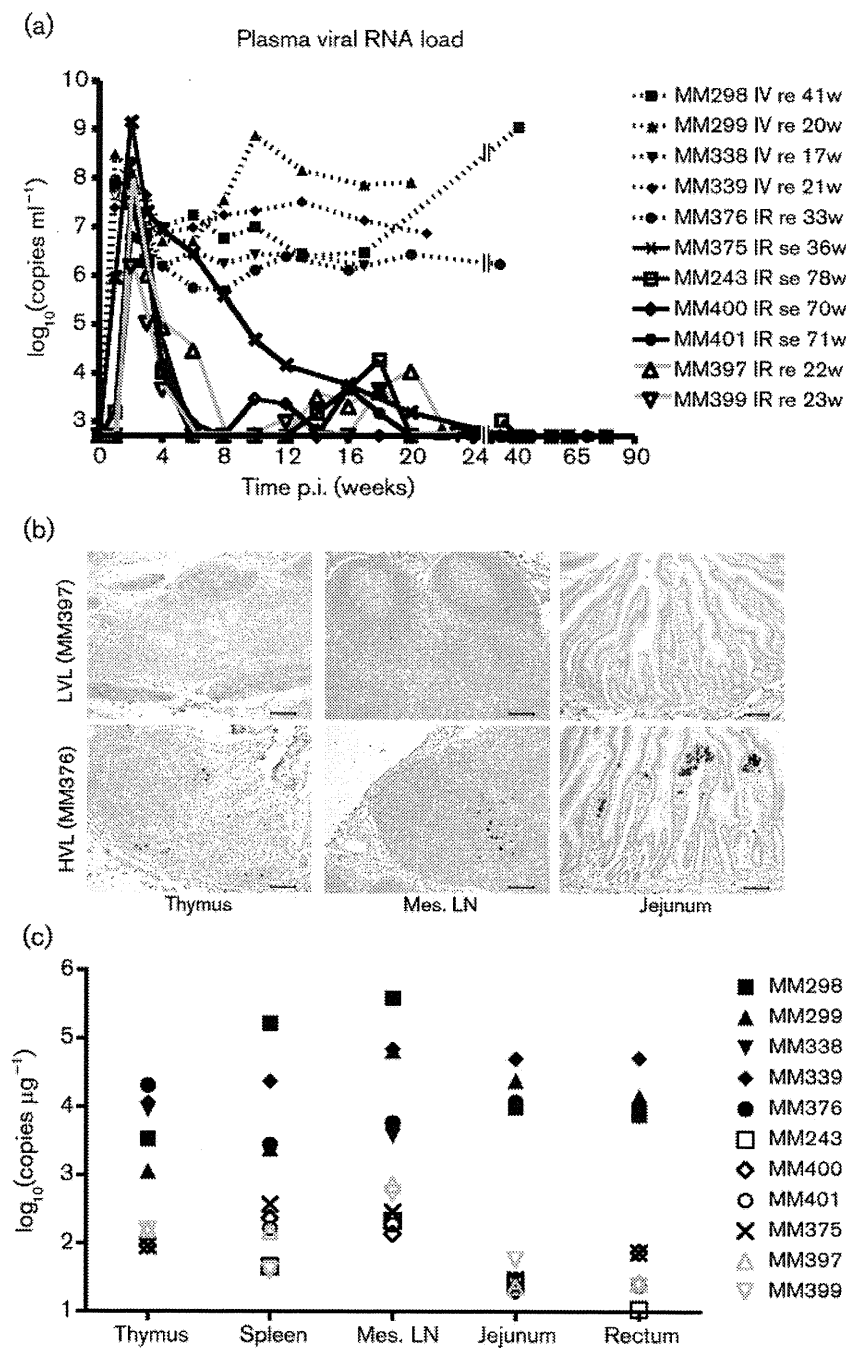 (a)
Plasma viral RNA load
10
9
8
7
6
5
4
3
log10(copies ml−1)
0 4 8 12 16 20 24 40 65 90
Time p.i. (weeks)
MM298 IV re 41w
MM299 IV re 20w
MM338 IV re 17w
MM339 IV re 21w
MM376 IR re 33w
MM375 IR se 36w
MM243 IR se 78w
MM400 IR se 70w
MM401 IR se 71w
MM397 IR re 22w
MM399 IR re 23w
(b)
LVL (MM397)
HVL (MM376)
Thymus Mes. LN Jejunum
(c)
6
5
4
3
2
1
log10(copies µg−1)
Thymus Spleen Mes. LN Jejunum Rectum
MM298
MM299
MM338
MM339
MM376
MM243
MM400
MM401
MM375
MM397
MM399